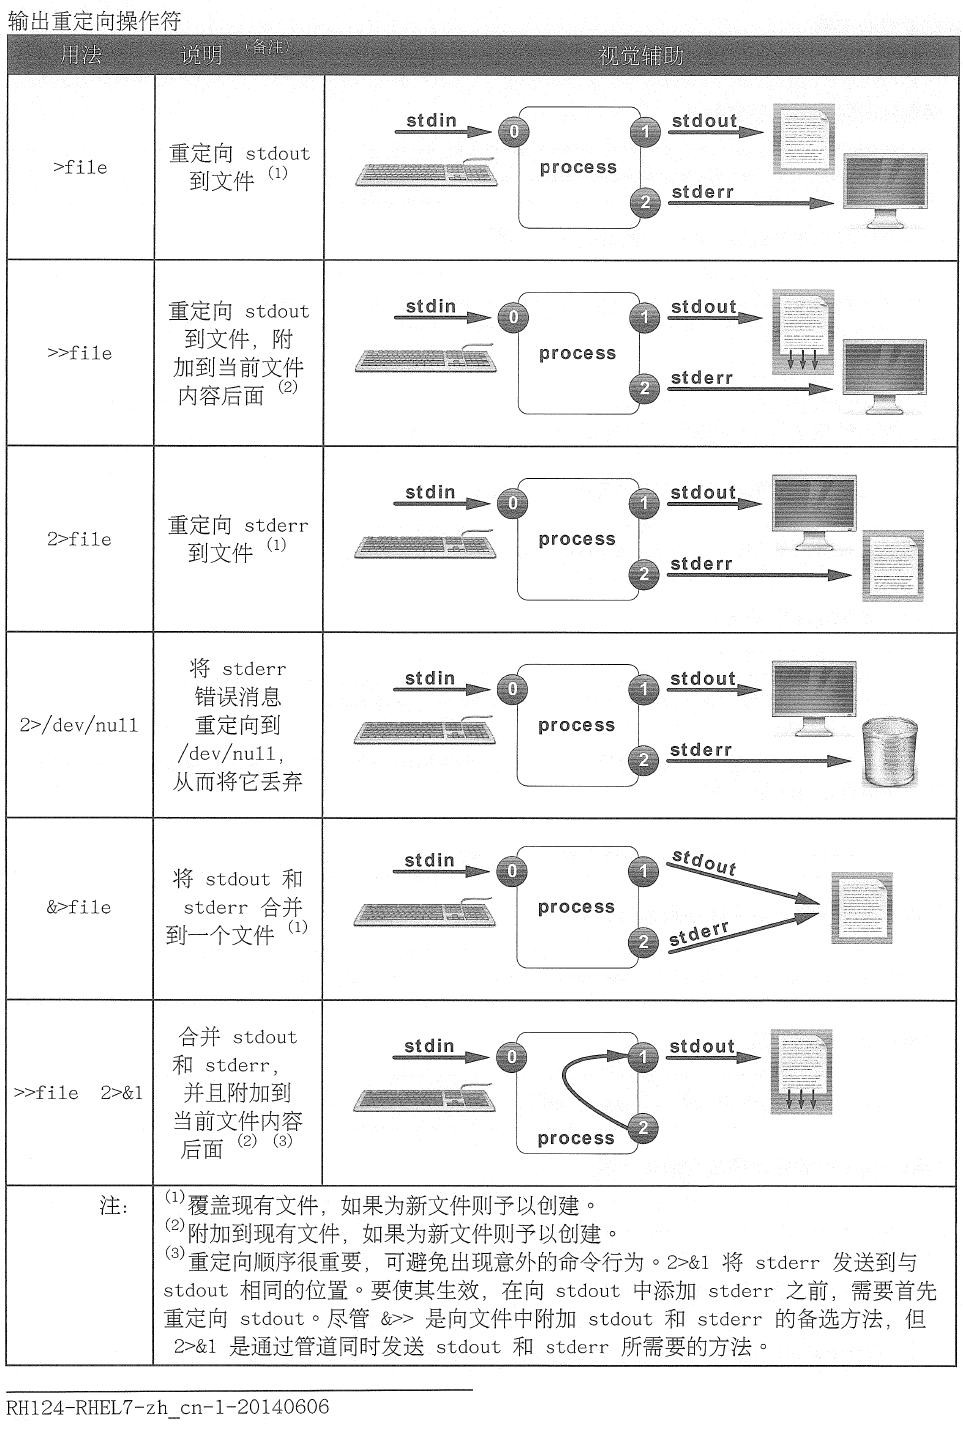 输出重定向操作符
用法 说明 (备注) 视觉辅助
>file
重定向 stdout
到文件 (1)
stdin 0 process 1 stdout
2 stderr
>>file
重定向 stdout
到文件，附
加到当前文件
内容后面 (2)
stdin 0 process 1 stdout
2 stderr
2>file
重定向 stderr
到文件 (1)
stdin 0 process 1 stdout
2 stderr
2>/dev/null
将 stderr
错误消息
重定向到
/dev/null，
从而将它丢弃
stdin 0 process 1 stdout
2 stderr
&>file
将 stdout 和
stderr 合并
到一个文件 (1)
stdin 0 process 1 stdout
2 stderr
>>file 2>&1
合并 stdout
和 stderr，
并且附加到
当前文件内容
后面 (2) (3)
stdin 0 1 stdout
process 2
注：
(1)覆盖现有文件，如果为新文件则予以创建。
(2)附加到现有文件，如果为新文件则予以创建。
(3)重定向顺序很重要，可避免出现意外的命令行为。2>&1 将 stderr 发送到与
stdout 相同的位置。要使其生效，在向 stdout 中添加 stderr 之前，需要首先
重定向 stdout。尽管 &>> 是向文件中附加 stdout 和 stderr 的备选方法，但
2>&1 是通过管道同时发送 stdout 和 stderr 所需要的方法。
RH124-RHEL7-zh_cn-1-20140606